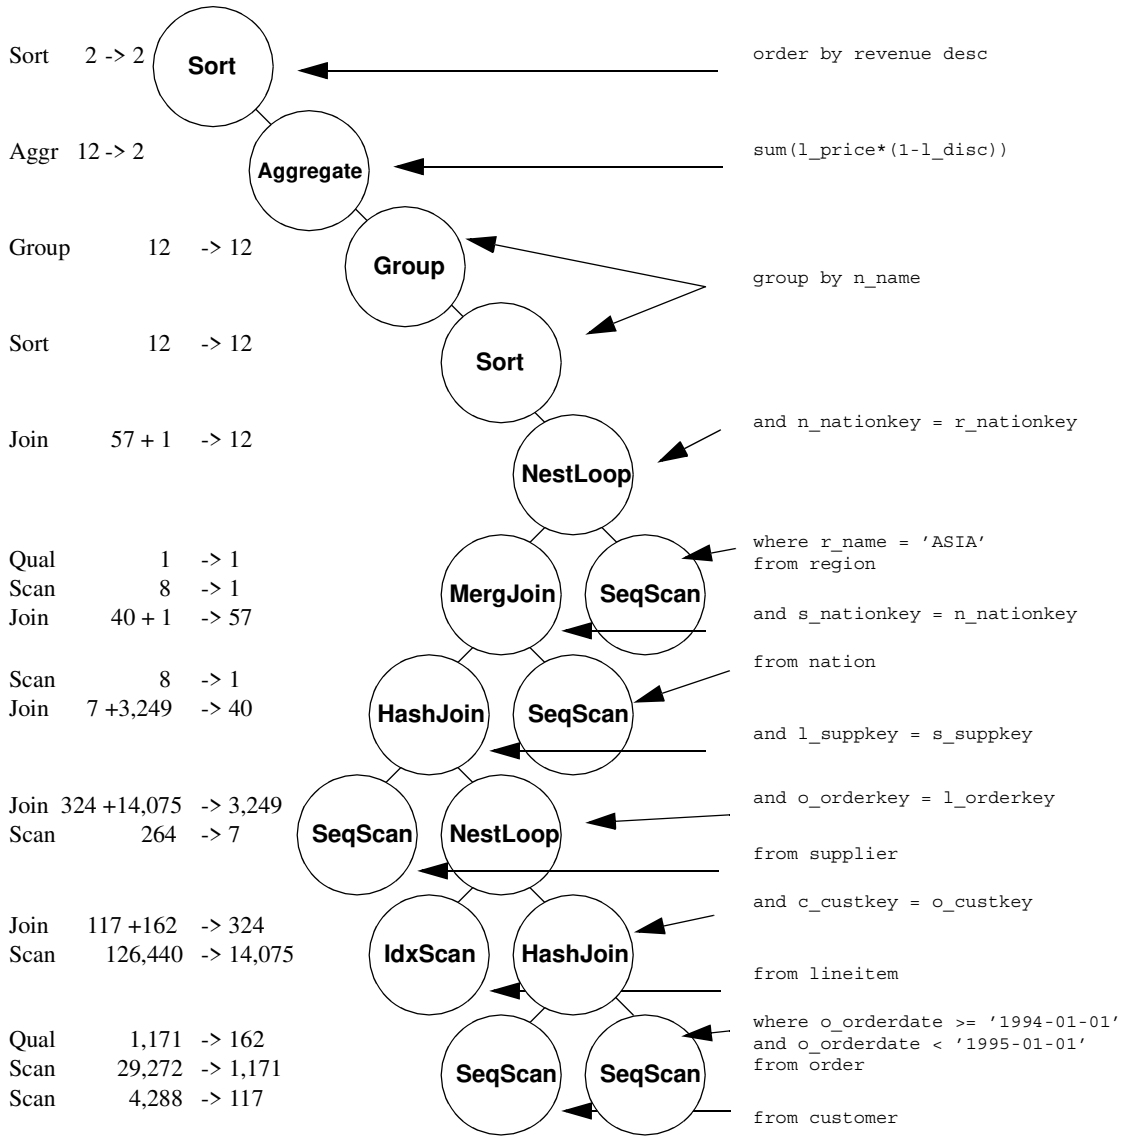 Sort 2 -> 2 Sort order by revenue desc
Aggr 12 -> 2 Aggregate sum(l_price*(1-l_disc))
Group 12 -> 12 Group group by n_name
Sort 12 -> 12 Sort
Join 57 + 1 -> 12 NestLoop and n_nationkey = r_nationkey
Qual 1 -> 1 where r_name = ’ASIA’
Scan 8 -> 1 MergJoin SeqScan from region
Join 40 + 1 -> 57 and s_nationkey = n_nationkey
Scan 8 -> 1 from nation
Join 7 +3,249 -> 40 HashJoin SeqScan
and l_suppkey = s_suppkey
Join 324 +14,075 -> 3,249 and o_orderkey = l_orderkey
Scan 264 -> 7 SeqScan NestLoop
from supplier
Join 117 +162 -> 324 and c_custkey = o_custkey
Scan 126,440 -> 14,075 IdxScan HashJoin
from lineitem
where o_orderdate >= ’1994-01-01’
Qual 1,171 -> 162 and o_orderdate < ’1995-01-01’
Scan 29,272 -> 1,171 SeqScan SeqScan from order
Scan 4,288 -> 117
from customer